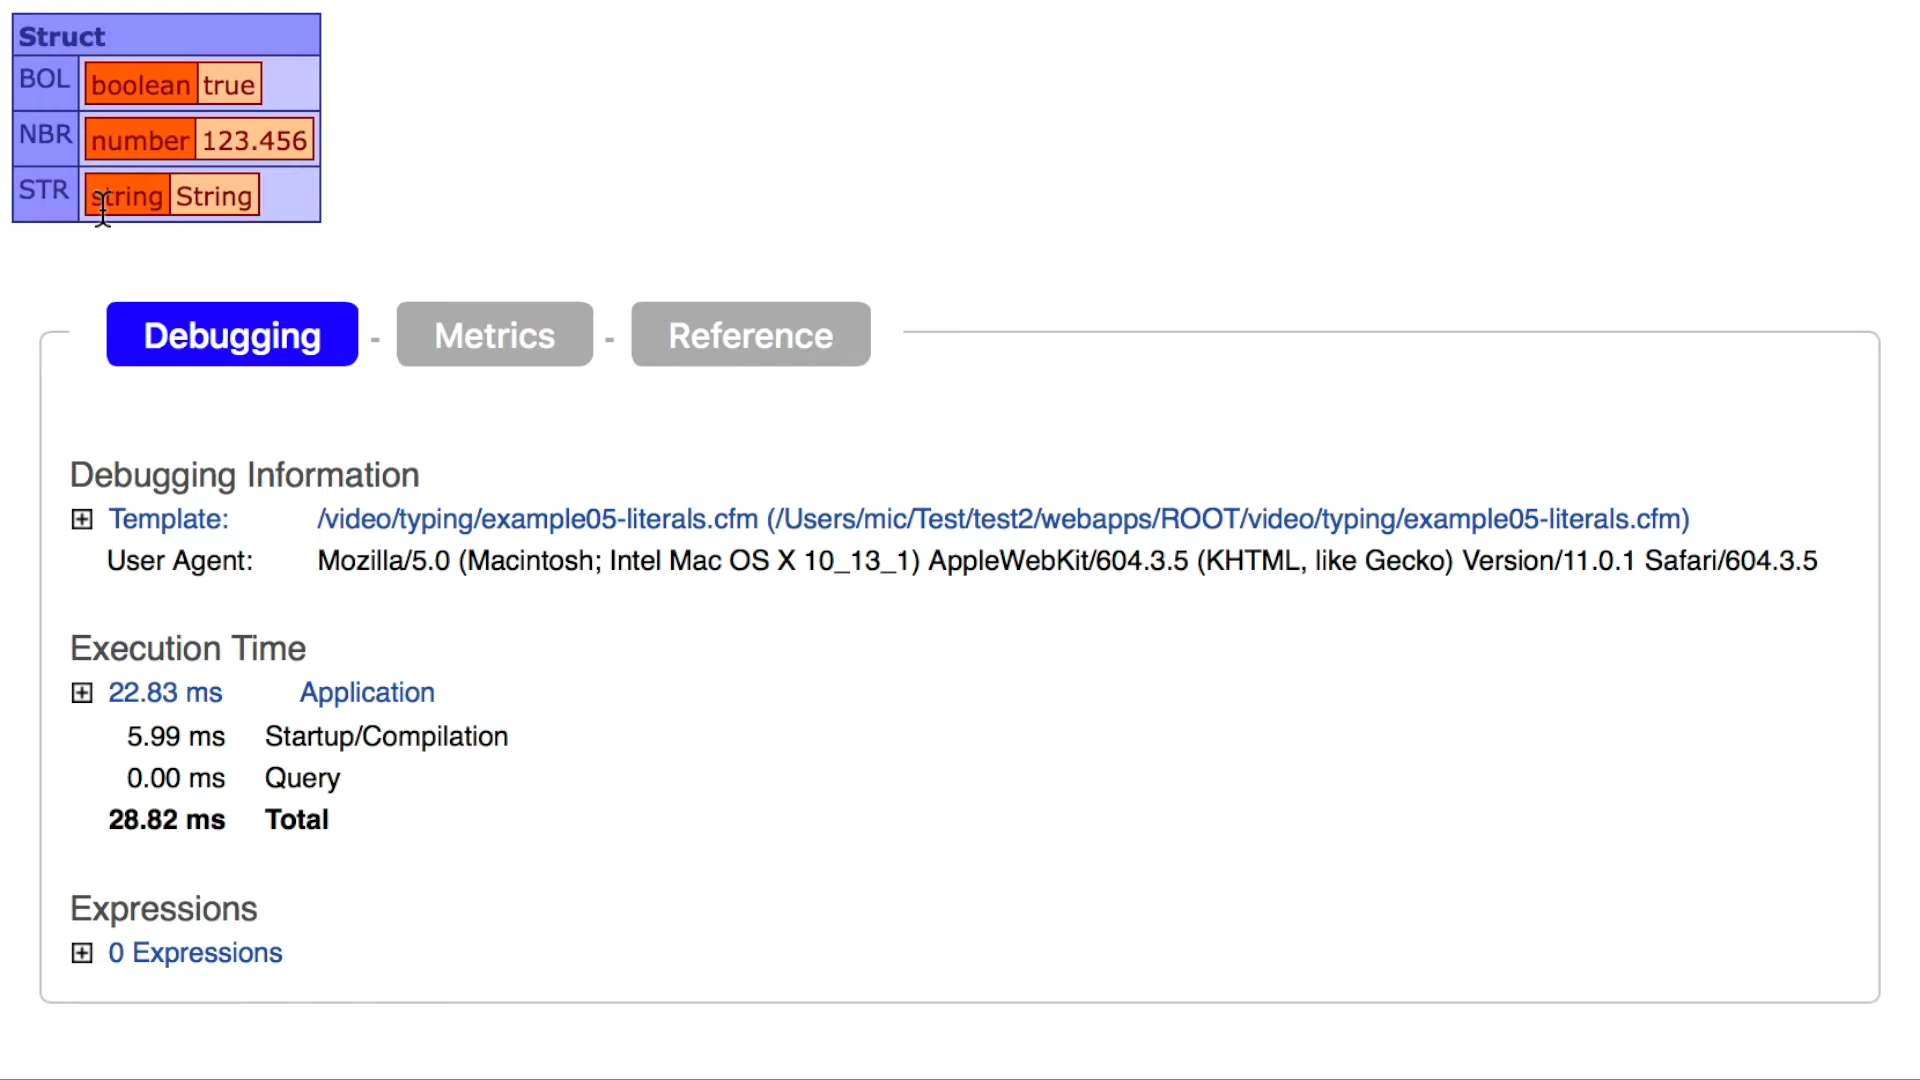 Struct
BOL boolean true
NBR number 123.456
STR string String
Debugging - Metrics - Reference
Debugging Information
Template: /video/typing/example05-literals.cfm (/Users/mic/Test/test2/webapps/ROOT/video/typing/example05-literals.cfm)
User Agent: Mozilla/5.0 (Macintosh; Intel Mac OS X 10_13_1) AppleWebKit/604.3.5 (KHTML, like Gecko) Version/11.0.1 Safari/604.3.5
Execution Time
22.83 ms Application
5.99 ms Startup/Compilation
0.00 ms Query
28.82 ms Total
Expressions
0 Expressions